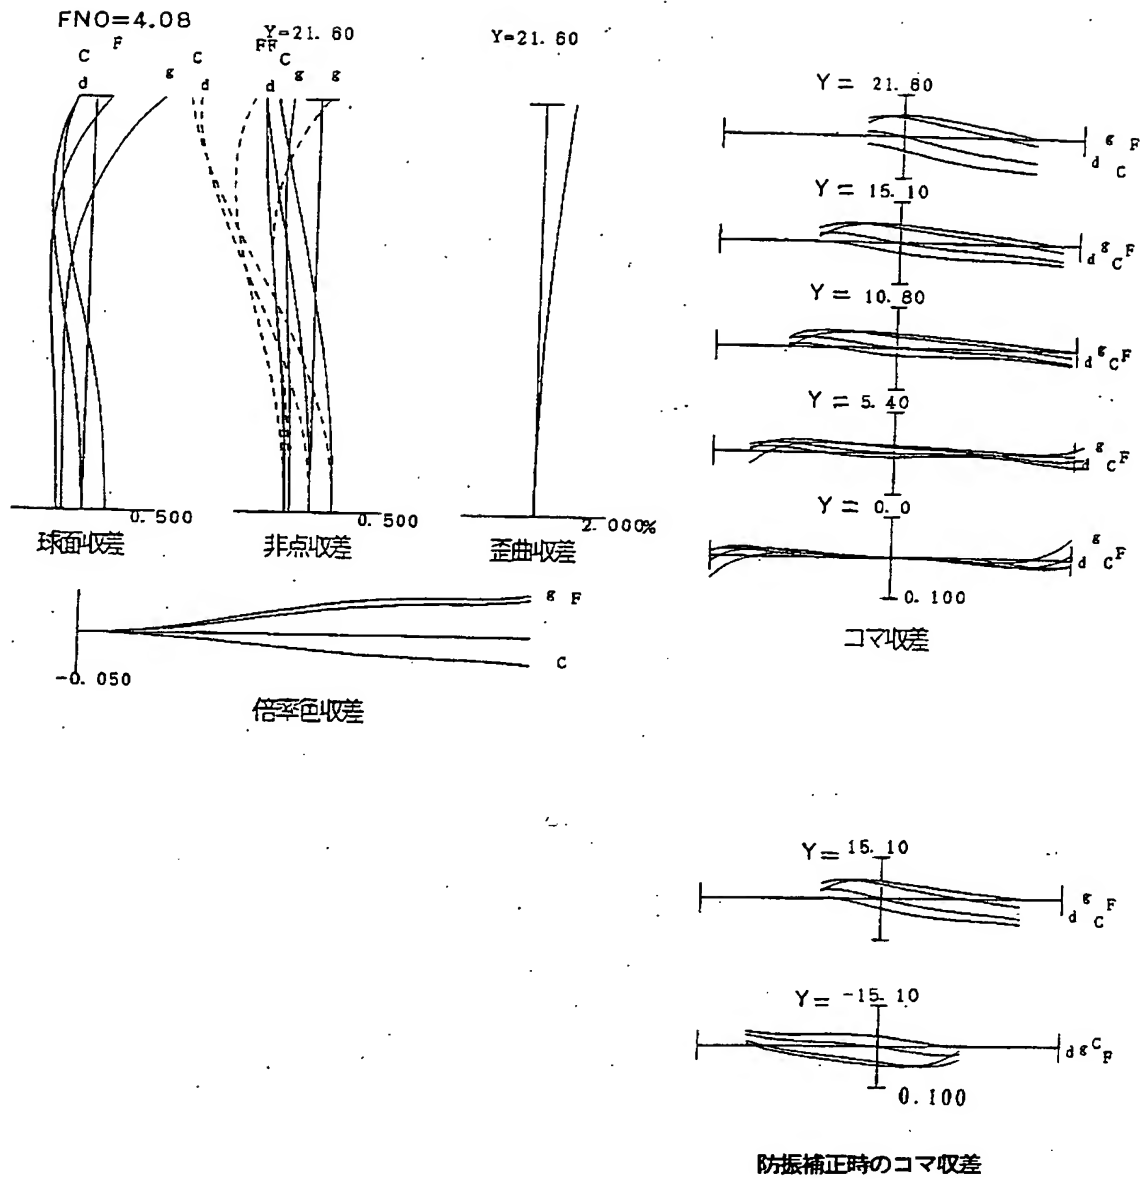 FNO=4.08
C F
d g
球面収差
0.500
Y=21.60
C FF C
d d g g
非点収差
0.500
Y=21.60
歪曲収差
2.000%
g F
C
-0.050
倍率色収差
Y= 21.60
g F
d C
Y= 15.10
d g C F
Y= 10.80
d g C F
Y= 5.40
g F
d C
Y= 0.0
g F
d C
0.100
コマ収差
Y= 15.10
d g C F
Y= -15.10
d g C F
0.100
防振補正時のコマ収差